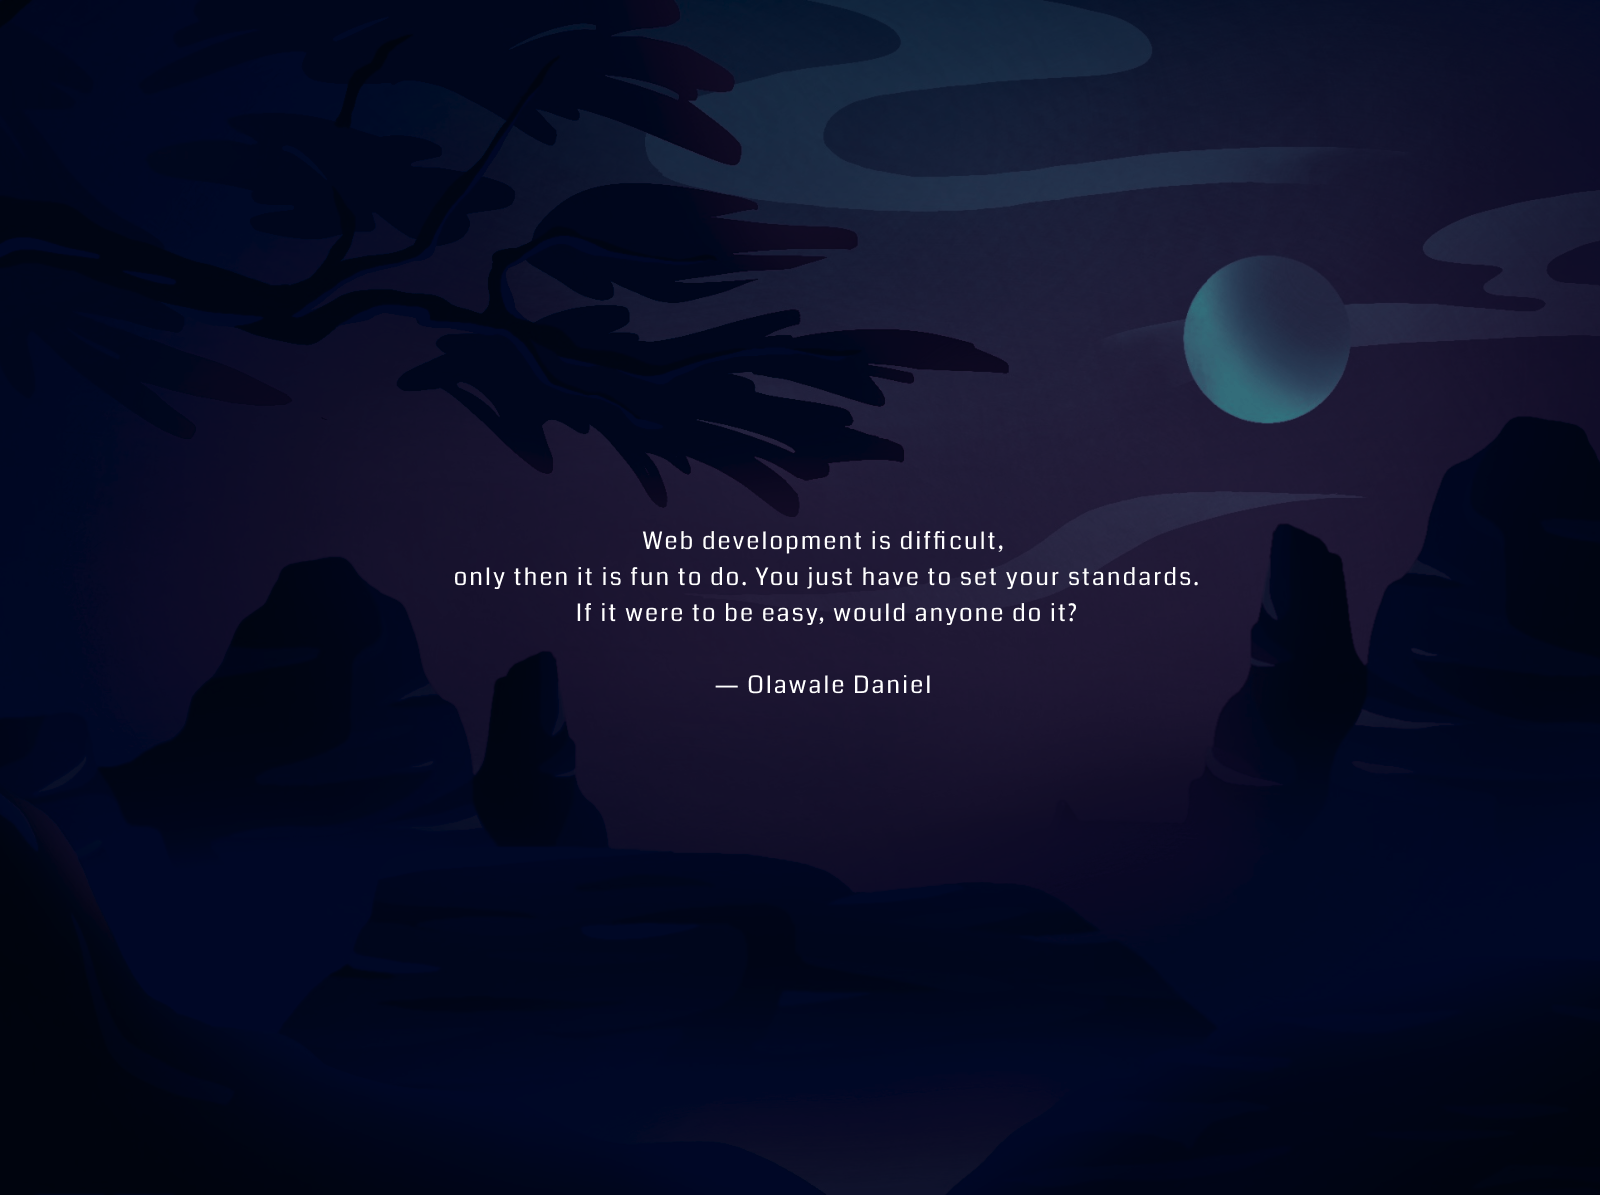 Web development is difficult,
only then it is fun to do. You just have to set your standards.
If it were to be easy, would anyone do it?
— Olawale Daniel